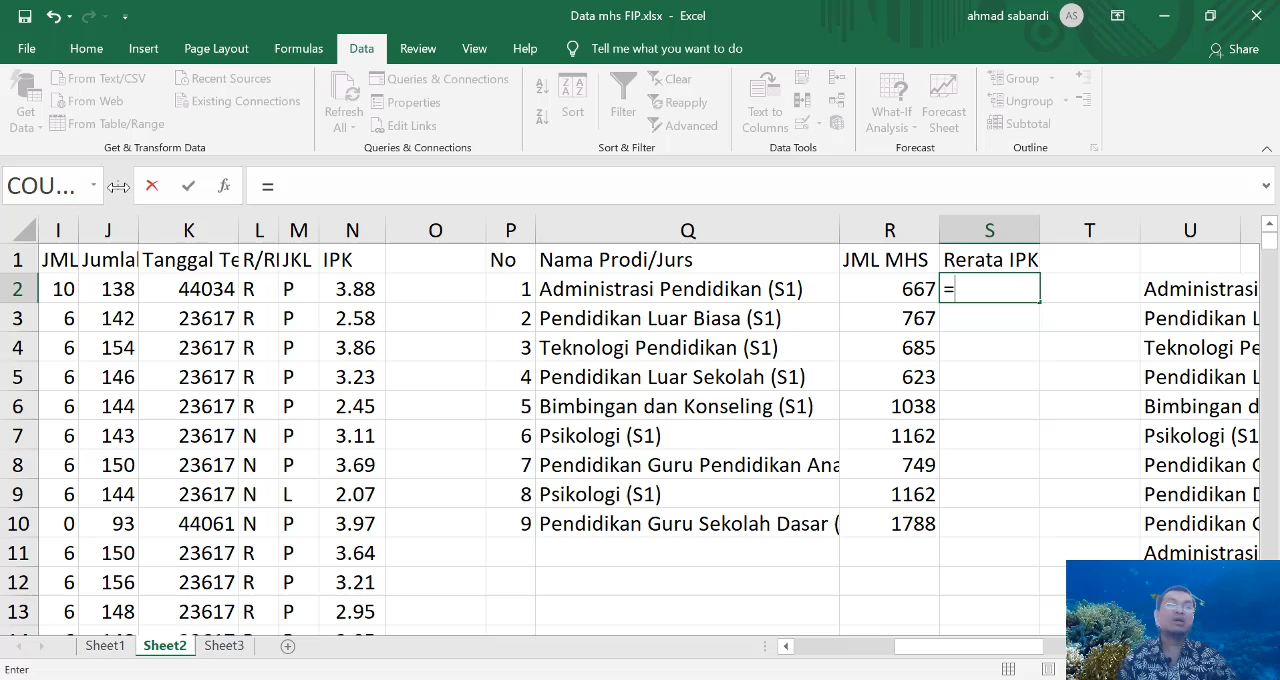 Data mhs FIP.xlsx - Excel
ahmad sabandi AS
File Home Insert Page Layout Formulas Data Review View Help Tell me what you want to do Share
From Text/CSV
From Web
From Table/Range
Get Data
Recent Sources
Existing Connections
Get & Transform Data
Refresh All
Queries & Connections
Properties
Edit Links
Queries & Connections
Sort
Filter
Clear
Reapply
Advanced
Sort & Filter
Text to Columns
Data Tools
What-If Analysis
Forecast Sheet
Forecast
Group
Ungroup
Subtotal
Outline
COU... fx =
I J K L M N O P Q R S T U
1 JML Jumla Tanggal Te R/RI JKL IPK No Nama Prodi/Jurs JML MHS Rerata IPK
2 10 138 44034 R P 3.88 1 Administrasi Pendidikan (S1) 667 = Administrasi
3 6 142 23617 R P 2.58 2 Pendidikan Luar Biasa (S1) 767 Pendidikan L
4 6 154 23617 R P 3.86 3 Teknologi Pendidikan (S1) 685 Teknologi Pe
5 6 146 23617 R P 3.23 4 Pendidikan Luar Sekolah (S1) 623 Pendidikan L
6 6 144 23617 R P 2.45 5 Bimbingan dan Konseling (S1) 1038 Bimbingan d
7 6 143 23617 N P 3.11 6 Psikologi (S1) 1162 Psikologi (S1
8 6 150 23617 N P 3.69 7 Pendidikan Guru Pendidikan Ana 749 Pendidikan G
9 6 144 23617 N L 2.07 8 Psikologi (S1) 1162 Pendidikan D
10 0 93 44061 N P 3.97 9 Pendidikan Guru Sekolah Dasar ( 1788 Pendidikan G
11 6 150 23617 R P 3.64 Administrasi
12 6 156 23617 R P 3.21
13 6 148 23617 R P 2.95
Sheet1 Sheet2 Sheet3
Enter